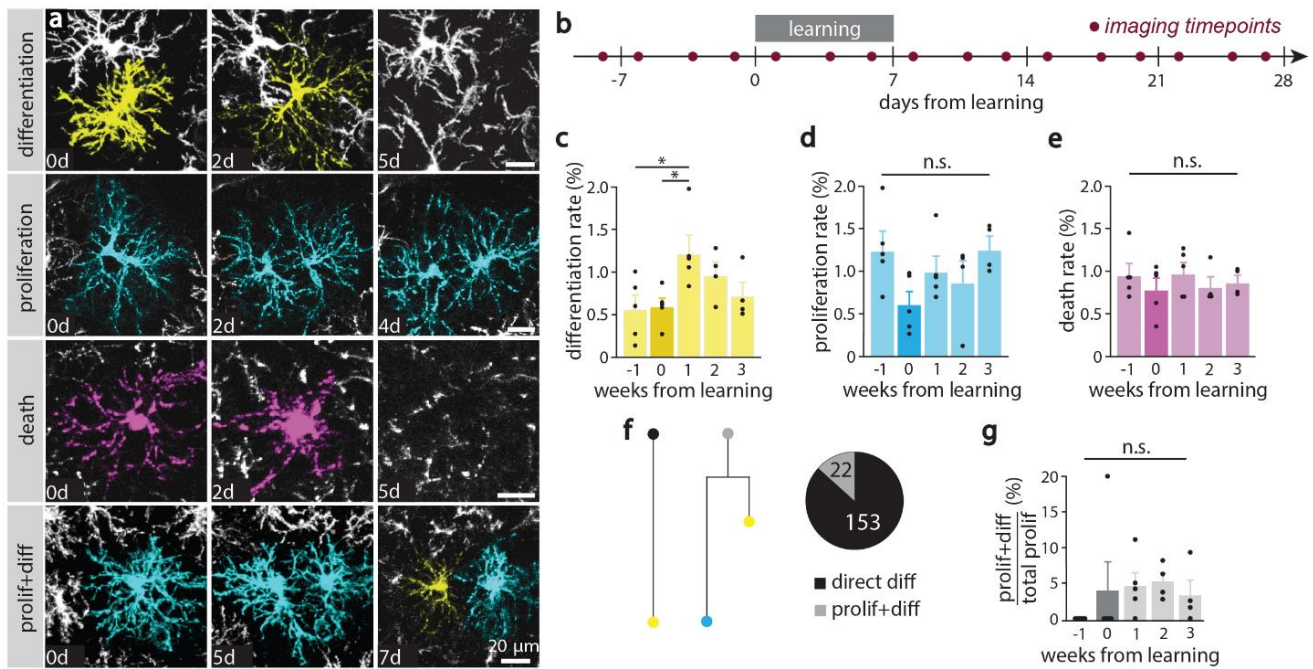 a
differentiation
0d
2d
5d
proliferation
0d
2d
4d
death
0d
2d
5d
prolif+diff
0d
5d
7d
20 µm
b
learning
imaging timepoints
-7
0
7
14
21
28
days from learning
c
differentiation rate (%)
2.0
1.5
1.0
0.5
0
*
*
-1 0 1 2 3
weeks from learning
d
proliferation rate (%)
2.0
1.5
1.0
0.5
0
n.s.
-1 0 1 2 3
weeks from learning
e
death rate (%)
2.0
1.5
1.0
0.5
0
n.s.
-1 0 1 2 3
weeks from learning
f
22
153
direct diff
prolif+diff
g
prolif+diff
total prolif
(%)
20
15
10
5
0
n.s.
-1 0 1 2 3
weeks from learning